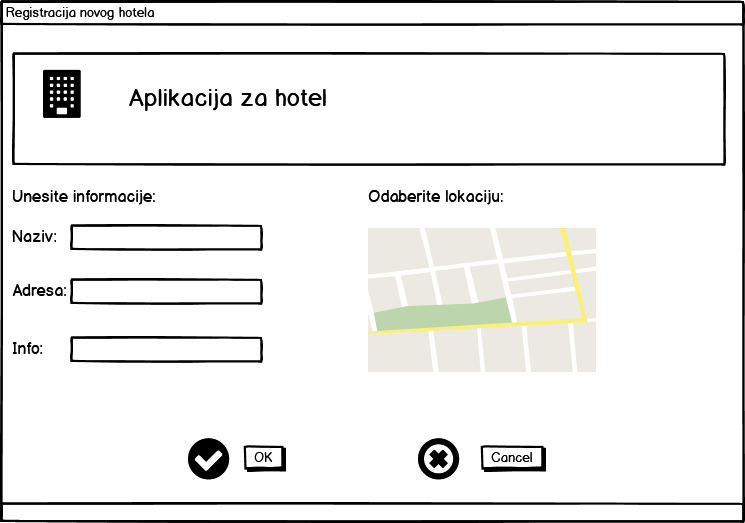 Registracija novog hotela
Aplikacija za hotel
Unesite informacije:
Odaberite lokaciju:
Naziv:
Adresa:
Info:
OK
Cancel